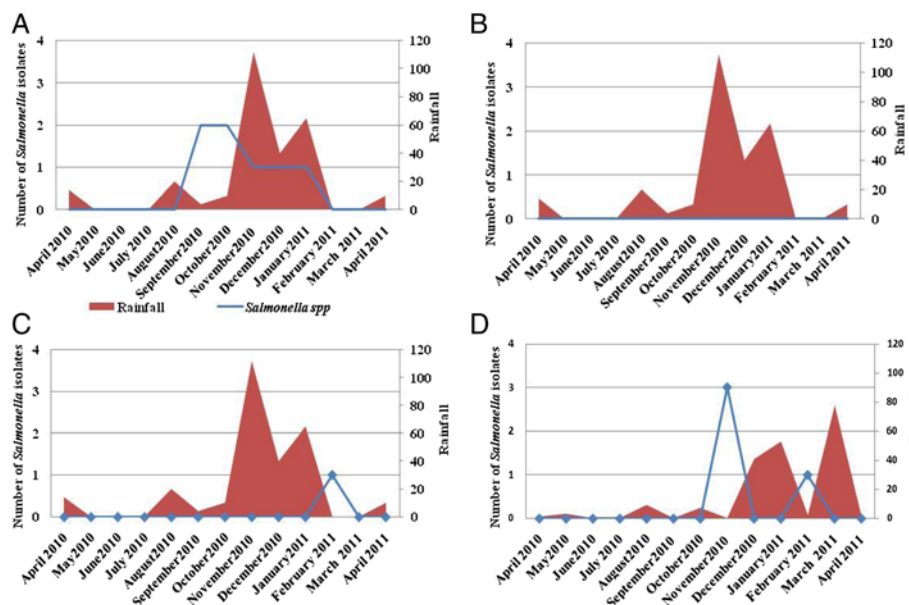 A
Number of Salmonella isolates
4
3
2
1
0
120
100
80
60
40
20
0
Rainfall
April 2010
May2010
June2010
July 2010
August2010
September2010
October2010
November2010
December2010
January2011
February 2011
March 2011
April 2011
Rainfall
Salmonella spp
B
Number of Salmonella isolates
4
3
2
1
0
120
100
80
60
40
20
0
Rainfall
April 2010
May2010
June2010
July 2010
August2010
September2010
October2010
November2010
December2010
January2011
February 2011
March 2011
April 2011
C
Number of Salmonella isolates
4
3
2
1
0
120
100
80
60
40
20
0
Rainfall
April 2010
May2010
June2010
July 2010
August2010
September2010
October2010
November2010
December2010
January2011
February 2011
March 2011
April 2011
D
Number of Salmonella isolates
4
3
2
1
0
120
100
80
60
40
20
0
April 2010
May2010
June2010
July 2010
August2010
September2010
October2010
November2010
December2010
January2011
February 2011
March 2011
April 2011